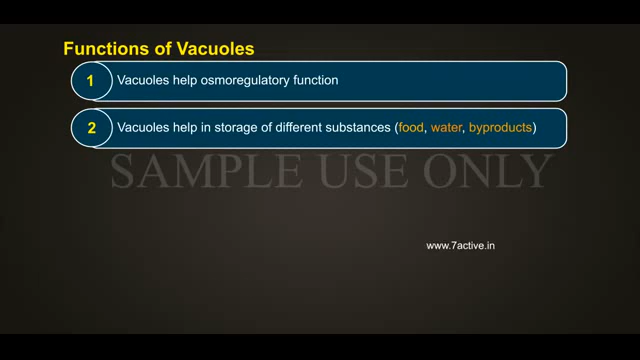 Functions of Vacuoles
1 Vacuoles help osmoregulatory function
2 Vacuoles help in storage of different substances (food, water, byproducts)
SAMPLE USE ONLY
www.7active.in